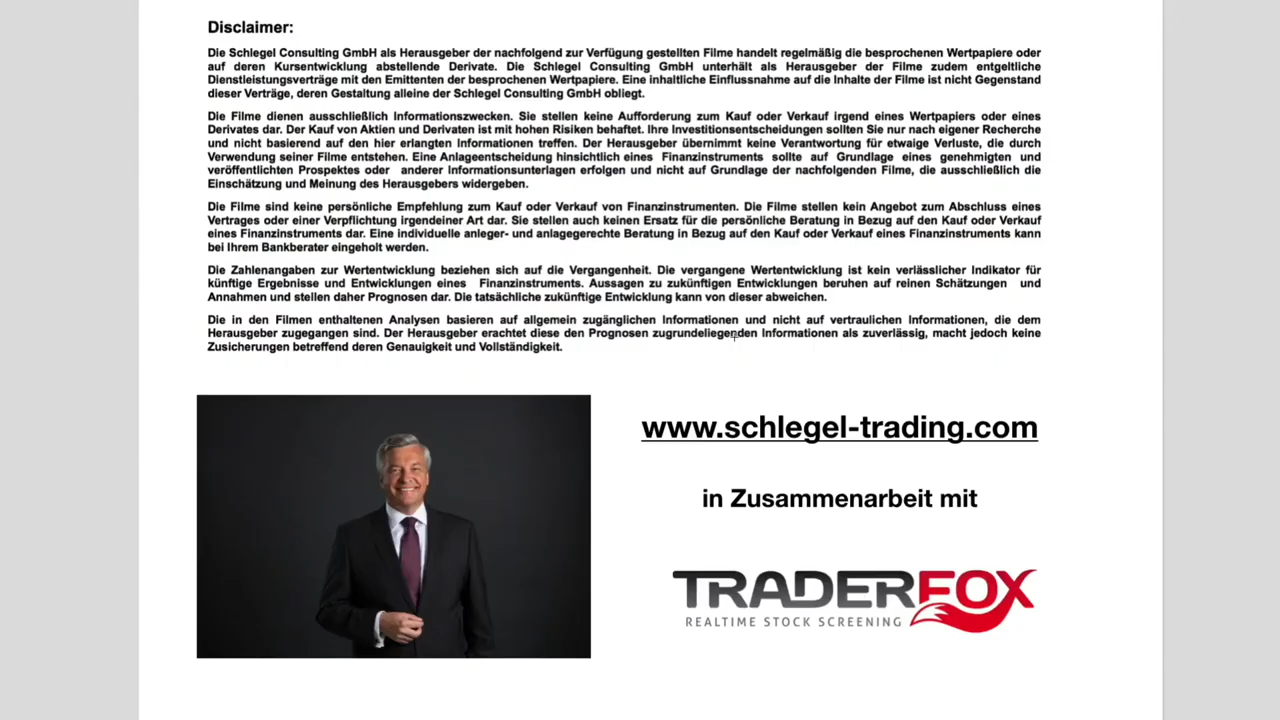 Disclaimer:
Die Schlegel Consulting GmbH als Herausgeber der nachfolgend zur Verfügung gestellten Filme handelt regelmäßig die besprochenen Wertpapiere oder
auf deren Kursentwicklung abstellende Derivate. Die Schlegel Consulting GmbH unterhält als Herausgeber der Filme zudem entgeltliche
Dienstleistungsverträge mit den Emittenten der besprochenen Wertpapiere. Eine inhaltliche Einflussnahme auf die Inhalte der Filme ist nicht Gegenstand
dieser Verträge, deren Gestaltung alleine der Schlegel Consulting GmbH obliegt.
Die Filme dienen ausschließlich Informationszwecken. Sie stellen keine Aufforderung zum Kauf oder Verkauf irgend eines Wertpapiers oder eines
Derivates dar. Der Kauf von Aktien und Derivaten ist mit hohen Risiken behaftet. Ihre Investitionsentscheidungen sollten Sie nur nach eigener Recherche
und nicht basierend auf den hier erlangten Informationen treffen. Der Herausgeber übernimmt keine Verantwortung für etwaige Verluste, die durch
Verwendung seiner Filme entstehen. Eine Anlageentscheidung hinsichtlich eines Finanzinstruments sollte auf Grundlage eines genehmigten und
veröffentlichten Prospektes oder anderer Informationsunterlagen erfolgen und nicht auf Grundlage der nachfolgenden Filme, die ausschließlich die
Einschätzung und Meinung des Herausgebers widergeben.
Die Filme sind keine persönliche Empfehlung zum Kauf oder Verkauf von Finanzinstrumenten. Die Filme stellen kein Angebot zum Abschluss eines
Vertrages oder einer Verpflichtung irgendeiner Art dar. Sie stellen auch keinen Ersatz für die persönliche Beratung in Bezug auf den Kauf oder Verkauf
eines Finanzinstruments dar. Eine individuelle anleger- und anlagegerechte Beratung in Bezug auf den Kauf oder Verkauf eines Finanzinstruments kann
bei Ihrem Bankberater eingeholt werden.
Die Zahlenangaben zur Wertentwicklung beziehen sich auf die Vergangenheit. Die vergangene Wertentwicklung ist kein verlässlicher Indikator für
künftige Ergebnisse und Entwicklungen eines Finanzinstruments. Aussagen zu zukünftigen Entwicklungen beruhen auf reinen Schätzungen und
Annahmen und stellen daher Prognosen dar. Die tatsächliche zukünftige Entwicklung kann von dieser abweichen.
Die in den Filmen enthaltenen Analysen basieren auf allgemein zugänglichen Informationen und nicht auf vertraulichen Informationen, die dem
Herausgeber zugegangen sind. Der Herausgeber erachtet diese den Prognosen zugrundeliegenden Informationen als zuverlässig, macht jedoch keine
Zusicherungen betreffend deren Genauigkeit und Vollständigkeit.
www.schlegel-trading.com
in Zusammenarbeit mit
TRADERFOX
REALTIME STOCK SCREENING